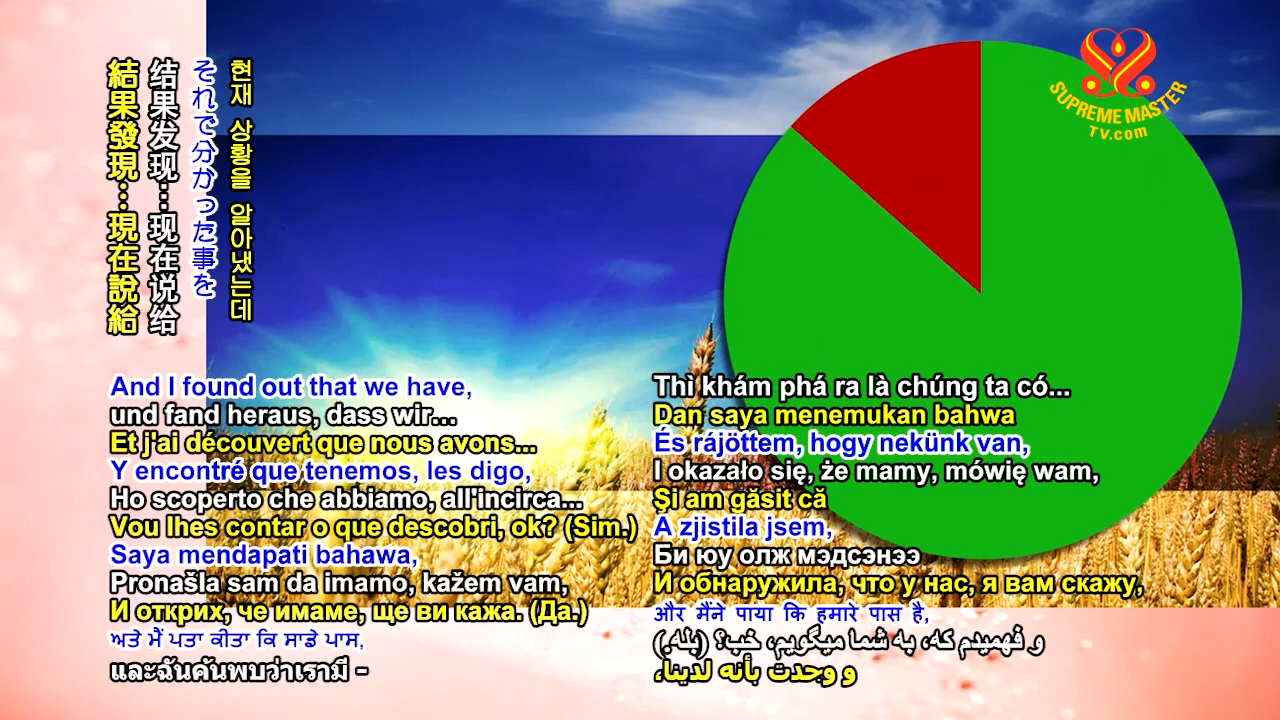 結果發現⋯現在說給
结果发现⋯现在说给
それで分かった事を
현재 상황을 알아냈는데
SUPREME MASTER
TV.com
And I found out that we have,
und fand heraus, dass wir...
Et j'ai découvert que nous avons...
Y encontré que tenemos, les digo,
Ho scoperto che abbiamo, all'incirca...
Vou lhes contar o que descobri, ok? (Sim.)
Saya mendapati bahawa,
Pronašla sam da imamo, kažem vam,
И открих, че имаме, ще ви кажа. (Да.)
ਅਤੇ ਮੈਂ ਪਤਾ ਕੀਤਾ ਕਿ ਸਾਡੇ ਪਾਸ,
และฉันค้นพบว่าเรามี -
Thì khám phá ra là chúng ta có...
Dan saya menemukan bahwa
És rájöttem, hogy nekünk van,
I okazało się, że mamy, mówię wam,
Şi am găsit că
A zjistila jsem,
Би юу олж мэдсэнээ
И обнаружила, что у нас, я вам скажу,
और मैंने पाया कि हमारे पास है,
و فهمیدم که، به شما میگویم، خب؟ (بله.)
و وجدت بأنه لدينا،